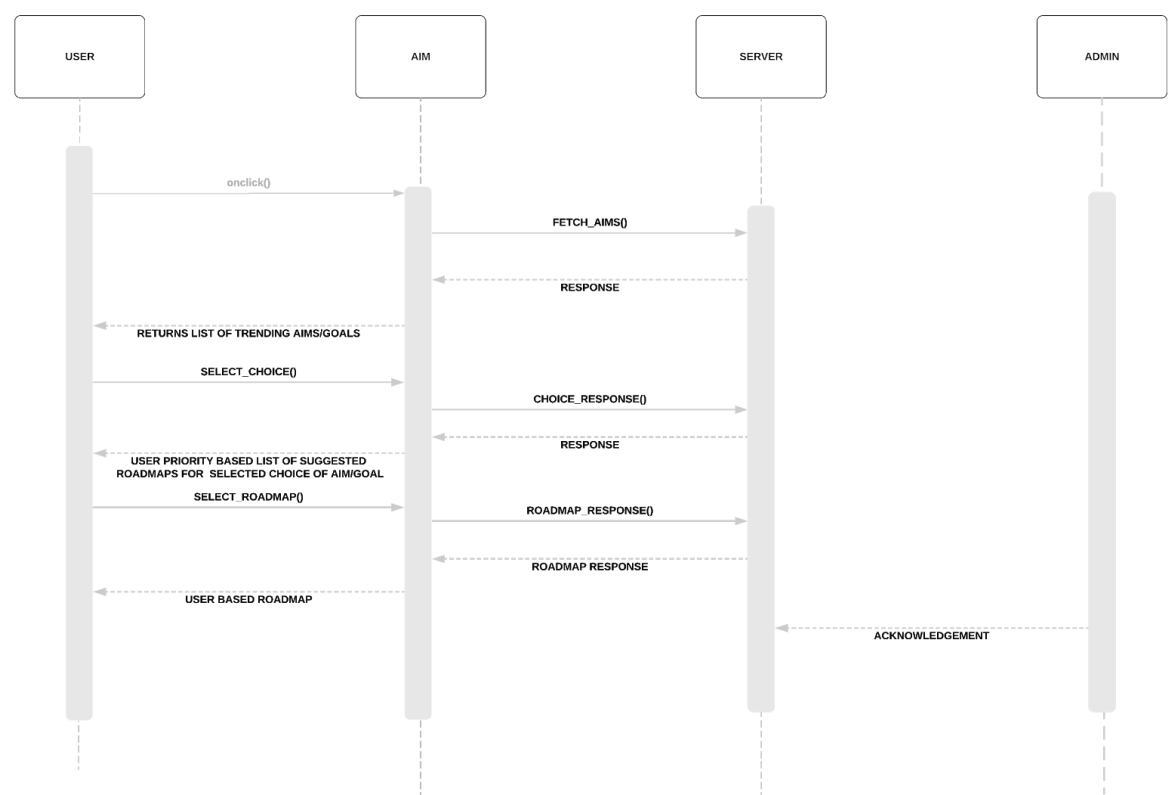 USER
AIM
SERVER
ADMIN
onclick()
FETCH_AIMS()
RESPONSE
RETURNS LIST OF TRENDING AIMS/GOALS
SELECT_CHOICE()
CHOICE_RESPONSE()
RESPONSE
USER PRIORITY BASED LIST OF SUGGESTED
ROADMAPS FOR SELECTED CHOICE OF AIM/GOAL
SELECT_ROADMAP()
ROADMAP_RESPONSE()
ROADMAP RESPONSE
USER BASED ROADMAP
ACKNOWLEDGEMENT